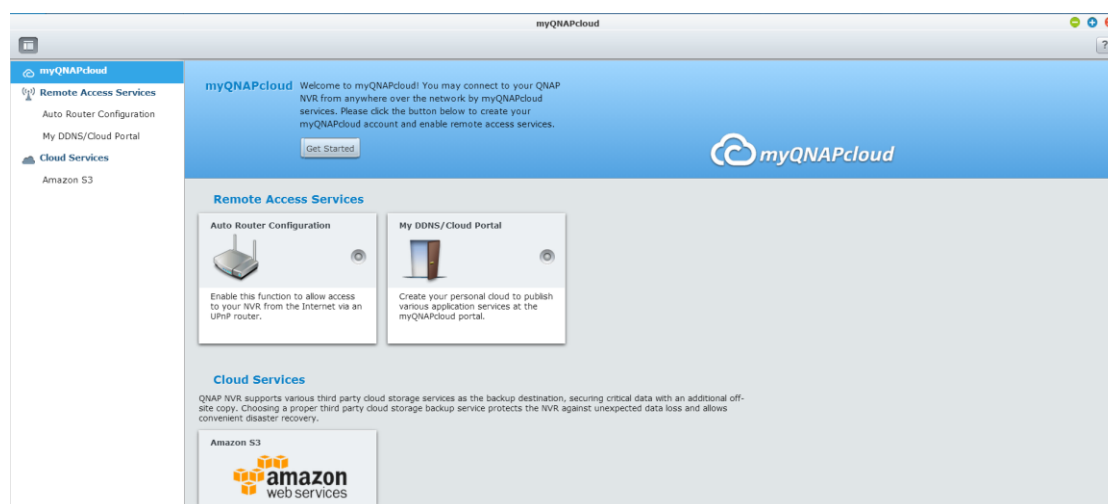 myQNAPcloud
?
myQNAPcloud
Remote Access Services
Auto Router Configuration
My DDNS/Cloud Portal
Cloud Services
Amazon S3
myQNAPcloud
Welcome to myQNAPcloud! You may connect to your QNAP
NVR from anywhere over the network by myQNAPcloud
services. Please click the button below to create your
myQNAPcloud account and enable remote access services.
Get Started
myQNAPcloud
Remote Access Services
Auto Router Configuration
Enable this function to allow access
to your NVR from the Internet via an
UPnP router.
My DDNS/Cloud Portal
Create your personal cloud to publish
various application services at the
myQNAPcloud portal.
Cloud Services
QNAP NVR supports various third party cloud storage services as the backup destination, securing critical data with an additional off-
site copy. Choosing a proper third party cloud storage backup service protects the NVR against unexpected data loss and allows
convenient disaster recovery.
Amazon S3
amazon
web services